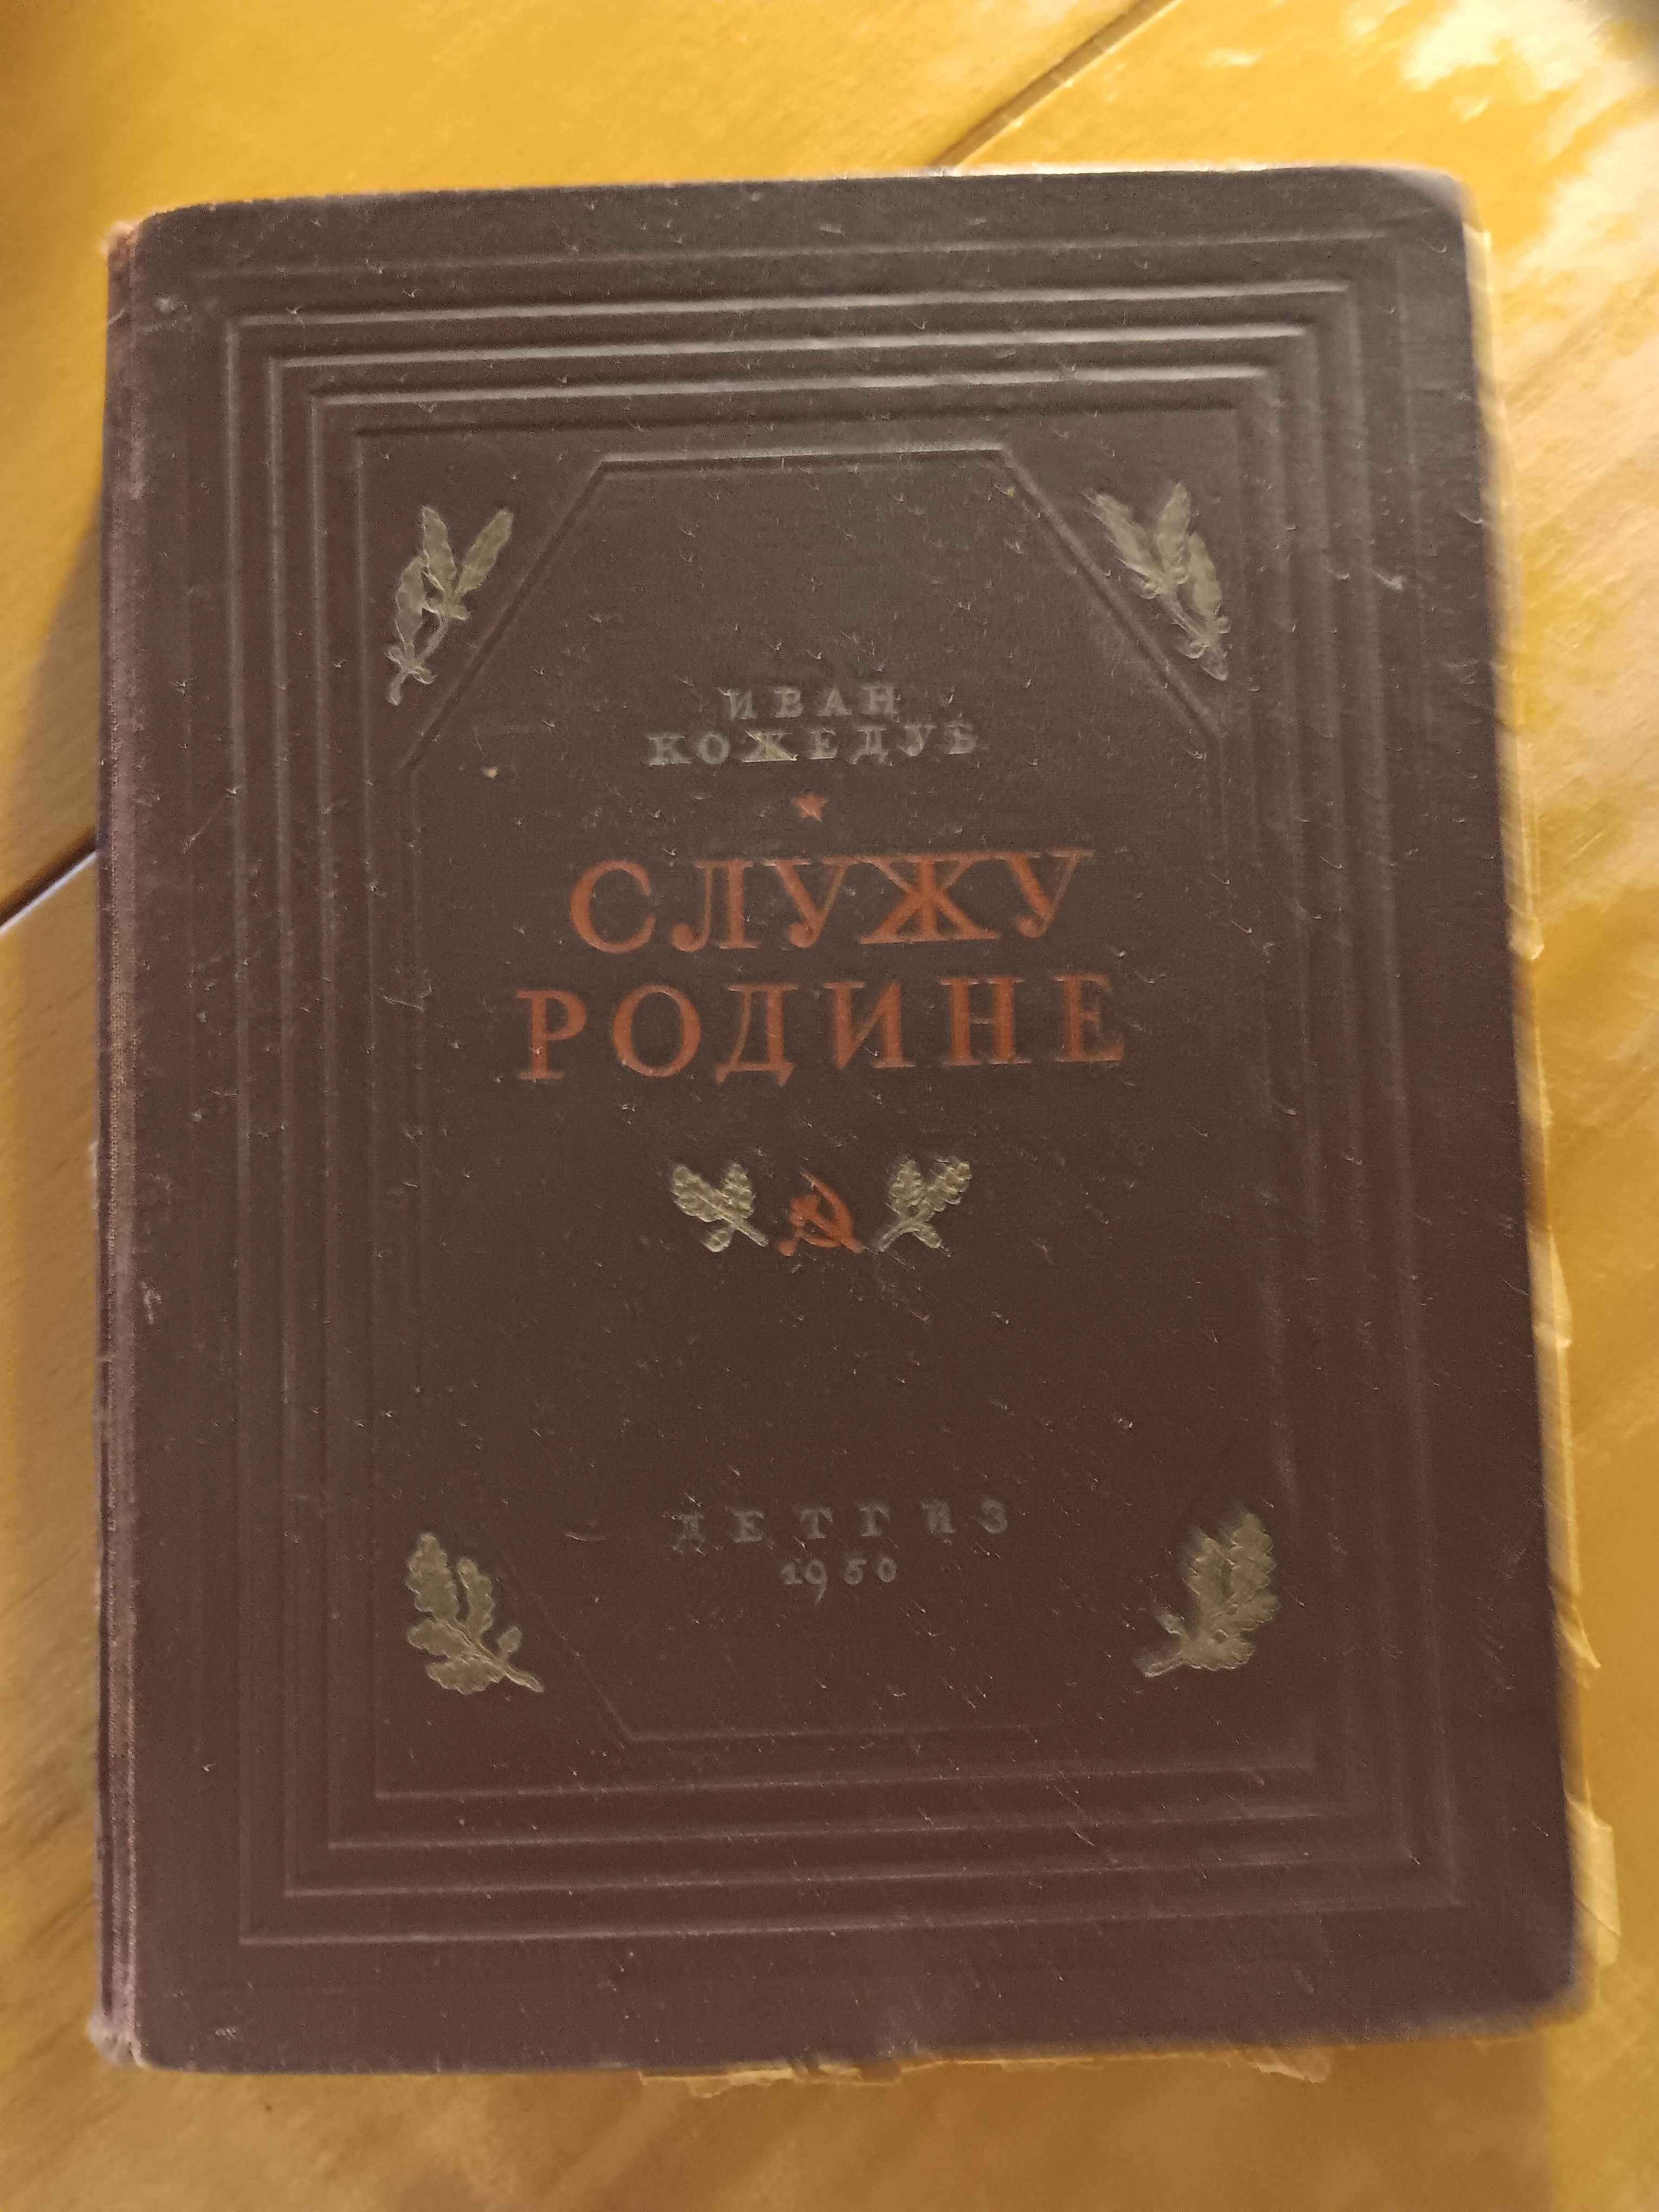 ИВАН
КОЖЕДУБ
СЛУЖУ
РОДИНЕ
ДЕТГИЗ
1950